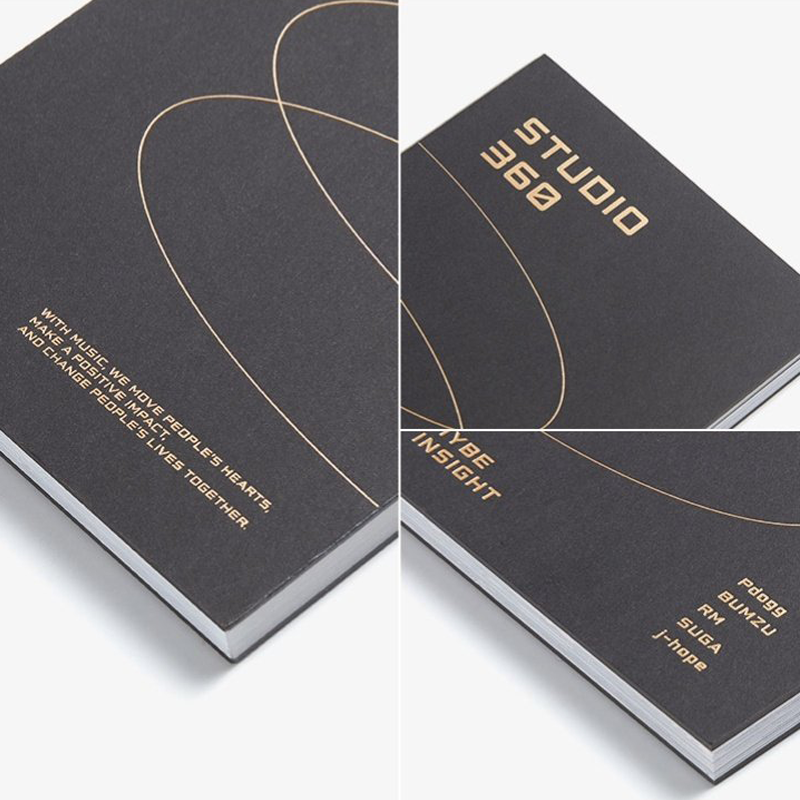 WITH MUSIC, WE MOVE PEOPLE'S HEARTS,
MAKE A POSITIVE IMPACT,
AND CHANGE PEOPLE'S LIVES TOGETHER.
STUDIO
360
HYBE
INSIGHT
Pdogg
BUMZU
RM
SUGA
j-hope